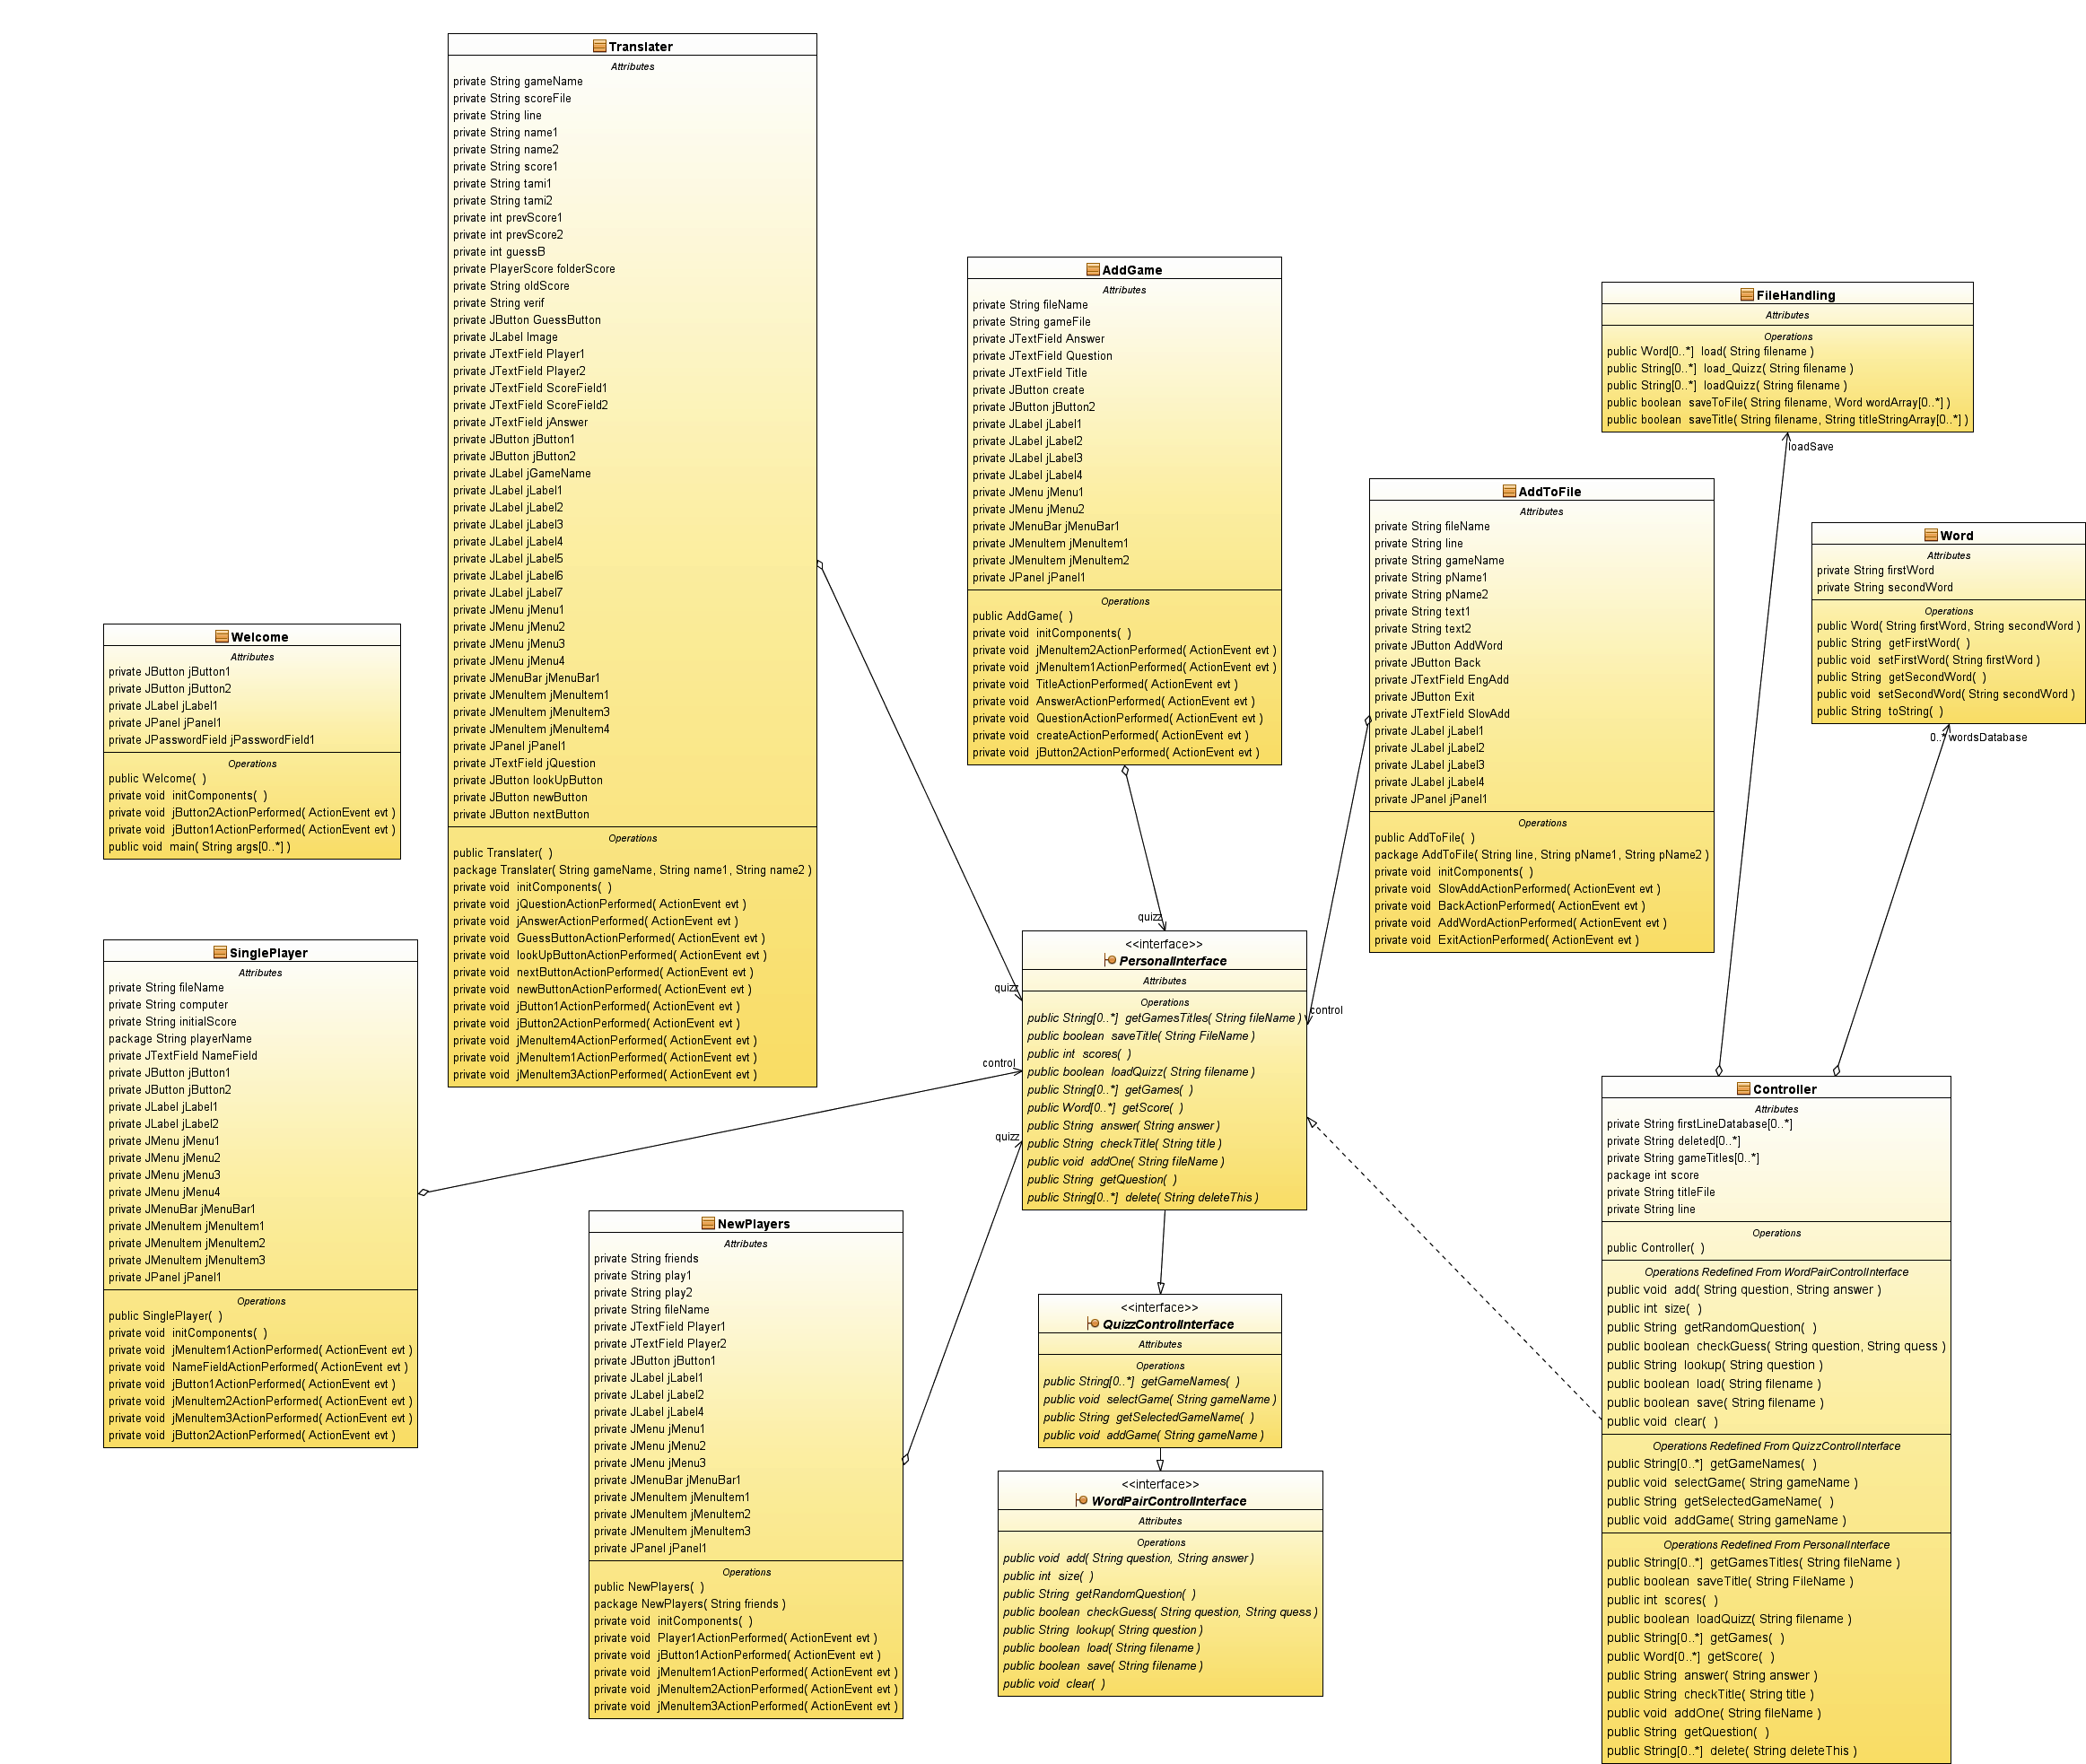 Translater
Attributes
private String gameName
private String scoreFile
private String line
private String name1
private String name2
private String score1
private String tami1
private String tami2
private int prevScore1
private int prevScore2
private int guessB
private PlayerScore folderScore
private String oldScore
private String verif
private JButton GuessButton
private JLabel Image
private JTextField Player1
private JTextField Player2
private JTextField ScoreField1
private JTextField ScoreField2
private JTextField jAnswer
private JButton jButton1
private JButton jButton2
private JLabel jGameName
private JLabel jLabel1
private JLabel jLabel2
private JLabel jLabel3
private JLabel jLabel4
private JLabel jLabel5
private JLabel jLabel6
private JLabel jLabel7
private JMenu jMenu1
private JMenu jMenu2
private JMenu jMenu3
private JMenu jMenu4
private JMenuBar jMenuBar1
private JMenuItem jMenuItem1
private JMenuItem jMenuItem3
private JMenuItem jMenuItem4
private JPanel jPanel1
private JTextField jQuestion
private JButton lookUpButton
private JButton newButton
private JButton nextButton
Operations
public Translater( )
package Translater( String gameName, String name1, String name2 )
private void initComponents( )
private void jQuestionActionPerformed( ActionEvent evt )
private void jAnswerActionPerformed( ActionEvent evt )
private void GuessButtonActionPerformed( ActionEvent evt )
private void lookUpButtonActionPerformed( ActionEvent evt )
private void nextButtonActionPerformed( ActionEvent evt )
private void newButtonActionPerformed( ActionEvent evt )
private void jButton1ActionPerformed( ActionEvent evt )
private void jButton2ActionPerformed( ActionEvent evt )
private void jMenuItem4ActionPerformed( ActionEvent evt )
private void jMenuItem1ActionPerformed( ActionEvent evt )
private void jMenuItem3ActionPerformed( ActionEvent evt )
AddGame
Attributes
private String fileName
private String gameFile
private JTextField Answer
private JTextField Question
private JTextField Title
private JButton create
private JButton jButton2
private JLabel jLabel1
private JLabel jLabel2
private JLabel jLabel3
private JLabel jLabel4
private JMenu jMenu1
private JMenu jMenu2
private JMenuBar jMenuBar1
private JMenuItem jMenuItem1
private JMenuItem jMenuItem2
private JPanel jPanel1
Operations
public AddGame( )
private void initComponents( )
private void jMenuItem2ActionPerformed( ActionEvent evt )
private void jMenuItem1ActionPerformed( ActionEvent evt )
private void TitleActionPerformed( ActionEvent evt )
private void AnswerActionPerformed( ActionEvent evt )
private void QuestionActionPerformed( ActionEvent evt )
private void createActionPerformed( ActionEvent evt )
private void jButton2ActionPerformed( ActionEvent evt )
FileHandling
Attributes
Operations
public Word[0..*] load( String filename )
public String[0..*] load_Quizz( String filename )
public String[0..*] loadQuizz( String filename )
public boolean saveToFile( String filename, Word wordArray[0..*] )
public boolean saveTitle( String filename, String titleStringArray[0..*] )
loadSave
AddToFile
Attributes
private String fileName
private String line
private String gameName
private String pName1
private String pName2
private String text1
private String text2
private JButton AddWord
private JButton Back
private JTextField EngAdd
private JButton Exit
private JTextField SlovAdd
private JLabel jLabel1
private JLabel jLabel2
private JLabel jLabel3
private JLabel jLabel4
private JPanel jPanel1
Operations
public AddToFile( )
package AddToFile( String line, String pName1, String pName2 )
private void initComponents( )
private void SlovAddActionPerformed( ActionEvent evt )
private void BackActionPerformed( ActionEvent evt )
private void AddWordActionPerformed( ActionEvent evt )
private void ExitActionPerformed( ActionEvent evt )
Word
Attributes
private String firstWord
private String secondWord
Operations
public Word( String firstWord, String secondWord )
public String getFirstWord( )
public void setFirstWord( String firstWord )
public String getSecondWord( )
public void setSecondWord( String secondWord )
public String toString( )
0..* wordsDatabase
Welcome
Attributes
private JButton jButton1
private JButton jButton2
private JLabel jLabel1
private JPanel jPanel1
private JPasswordField jPasswordField1
Operations
public Welcome( )
private void initComponents( )
private void jButton2ActionPerformed( ActionEvent evt )
private void jButton1ActionPerformed( ActionEvent evt )
public void main( String args[0..*] )
SinglePlayer
Attributes
private String fileName
private String computer
private String initialScore
package String playerName
private JTextField NameField
private JButton jButton1
private JButton jButton2
private JLabel jLabel1
private JLabel jLabel2
private JMenu jMenu1
private JMenu jMenu2
private JMenu jMenu3
private JMenu jMenu4
private JMenuBar jMenuBar1
private JMenuItem jMenuItem1
private JMenuItem jMenuItem2
private JMenuItem jMenuItem3
private JPanel jPanel1
Operations
public SinglePlayer( )
private void initComponents( )
private void jMenuItem1ActionPerformed( ActionEvent evt )
private void NameFieldActionPerformed( ActionEvent evt )
private void jButton1ActionPerformed( ActionEvent evt )
private void jMenuItem2ActionPerformed( ActionEvent evt )
private void jMenuItem3ActionPerformed( ActionEvent evt )
private void jButton2ActionPerformed( ActionEvent evt )
quizz
quizz
control
control
quizz
<<interface>>
PersonalInterface
Attributes
Operations
public String[0..*] getGamesTitles( String fileName )
public boolean saveTitle( String FileName )
public int scores( )
public boolean loadQuizz( String filename )
public String[0..*] getGames( )
public Word[0..*] getScore( )
public String answer( String answer )
public String checkTitle( String title )
public void addOne( String fileName )
public String getQuestion( )
public String[0..*] delete( String deleteThis )
NewPlayers
Attributes
private String friends
private String play1
private String play2
private String fileName
private JTextField Player1
private JTextField Player2
private JButton jButton1
private JLabel jLabel1
private JLabel jLabel2
private JLabel jLabel4
private JMenu jMenu1
private JMenu jMenu2
private JMenu jMenu3
private JMenuBar jMenuBar1
private JMenuItem jMenuItem1
private JMenuItem jMenuItem2
private JMenuItem jMenuItem3
private JPanel jPanel1
Operations
public NewPlayers( )
package NewPlayers( String friends )
private void initComponents( )
private void Player1ActionPerformed( ActionEvent evt )
private void jButton1ActionPerformed( ActionEvent evt )
private void jMenuItem1ActionPerformed( ActionEvent evt )
private void jMenuItem2ActionPerformed( ActionEvent evt )
private void jMenuItem3ActionPerformed( ActionEvent evt )
<<interface>>
QuizzControlInterface
Attributes
Operations
public String[0..*] getGameNames( )
public void selectGame( String gameName )
public String getSelectedGameName( )
public void addGame( String gameName )
<<interface>>
WordPairControlInterface
Attributes
Operations
public void add( String question, String answer )
public int size( )
public String getRandomQuestion( )
public boolean checkGuess( String question, String quess )
public String lookup( String question )
public boolean load( String filename )
public boolean save( String filename )
public void clear( )
Controller
Attributes
private String firstLineDatabase[0..*]
private String deleted[0..*]
private String gameTitles[0..*]
package int score
private String titleFile
private String line
Operations
public Controller( )
Operations Redefined From WordPairControlInterface
public void add( String question, String answer )
public int size( )
public String getRandomQuestion( )
public boolean checkGuess( String question, String quess )
public String lookup( String question )
public boolean load( String filename )
public boolean save( String filename )
public void clear( )
Operations Redefined From QuizzControlInterface
public String[0..*] getGameNames( )
public void selectGame( String gameName )
public String getSelectedGameName( )
public void addGame( String gameName )
Operations Redefined From PersonalInterface
public String[0..*] getGamesTitles( String fileName )
public boolean saveTitle( String FileName )
public int scores( )
public boolean loadQuizz( String filename )
public String[0..*] getGames( )
public Word[0..*] getScore( )
public String answer( String answer )
public String checkTitle( String title )
public void addOne( String fileName )
public String getQuestion( )
public String[0..*] delete( String deleteThis )